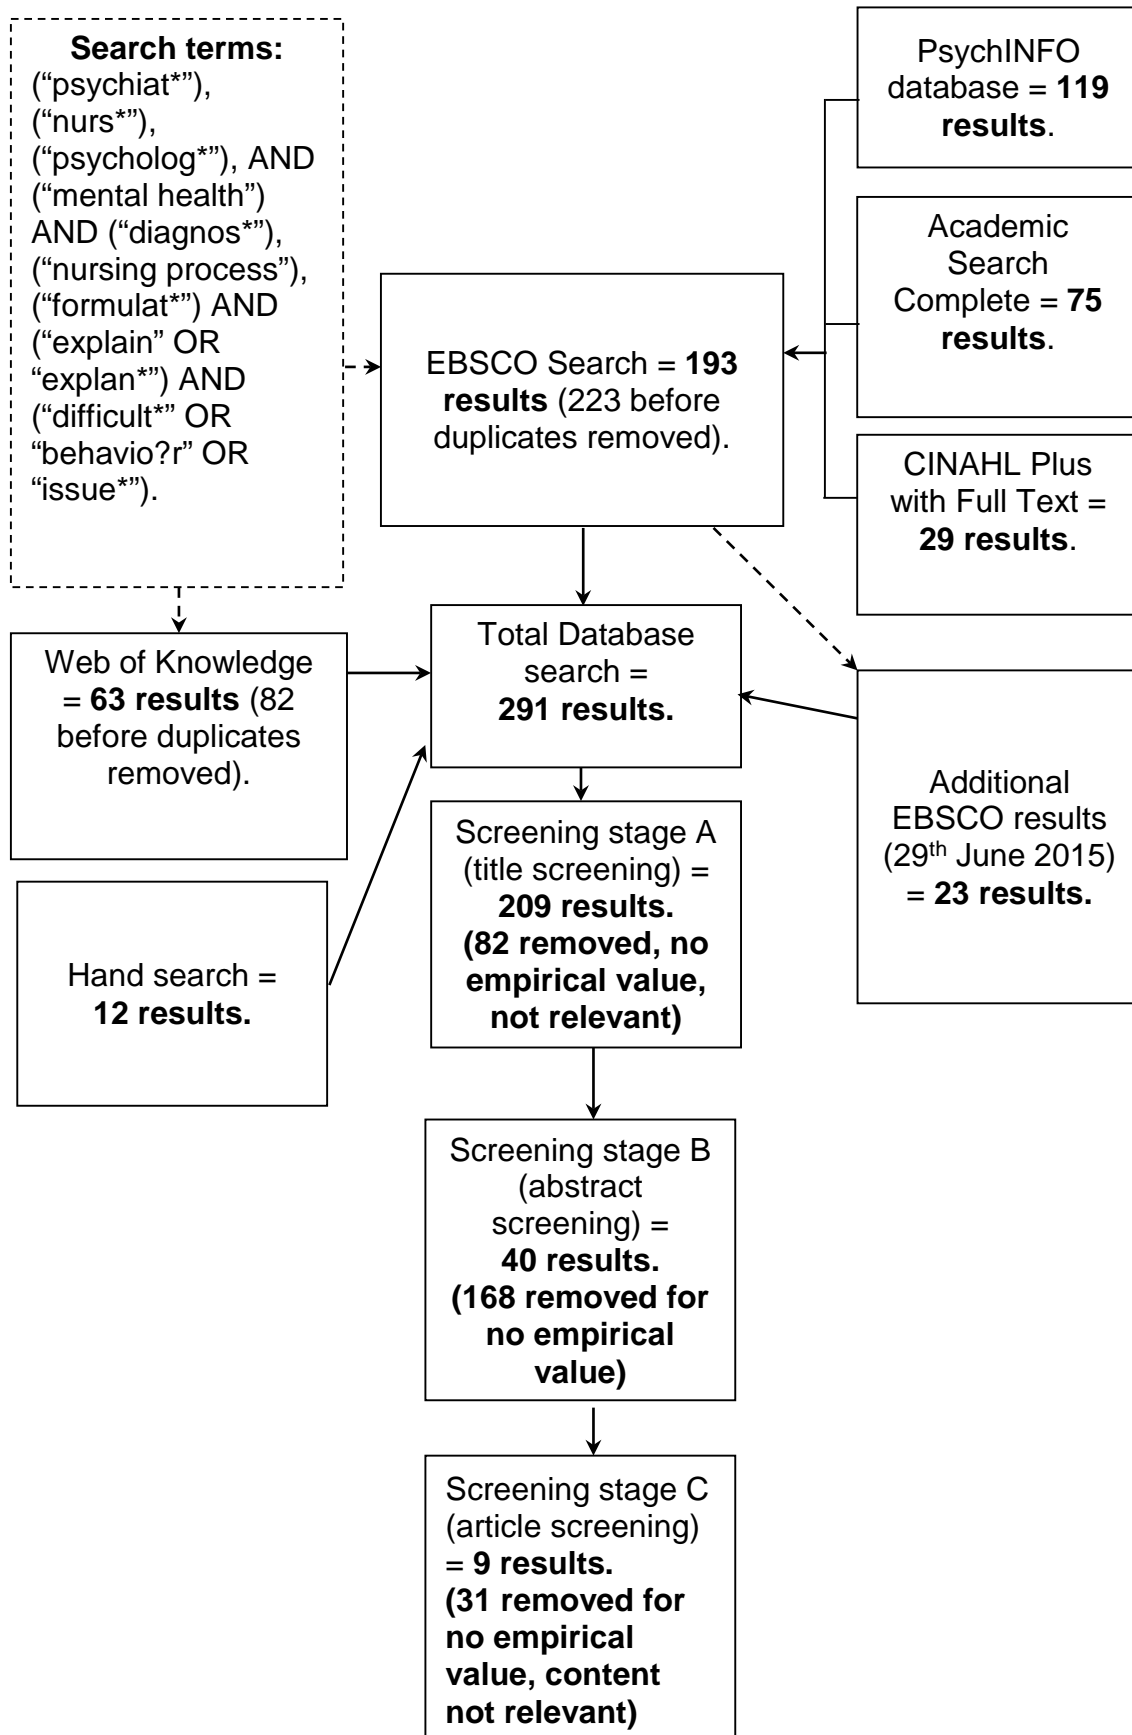 Search terms:
(“psychiat*”),
(“nurs*”),
(“psycholog*”), AND
(“mental health”)
AND (“diagnos*”),
(“nursing process”),
(“formulat*”) AND
(“explain” OR
“explan*”) AND
(“difficult*” OR
“behavio?r” OR
“issue*”).
PsychINFO
database = 119
results.
Academic
Search
Complete = 75
results.
CINAHL Plus
with Full Text =
29 results.
EBSCO Search = 193
results (223 before
duplicates removed).
Web of Knowledge
= 63 results (82
before duplicates
removed).
Total Database
search =
291 results.
Additional
EBSCO results
(29th June 2015)
= 23 results.
Hand search =
12 results.
Screening stage A
(title screening) =
209 results.
(82 removed, no
empirical value,
not relevant)
Screening stage B
(abstract
screening) =
40 results.
(168 removed for
no empirical
value)
Screening stage C
(article screening)
= 9 results.
(31 removed for
no empirical
value, content
not relevant)